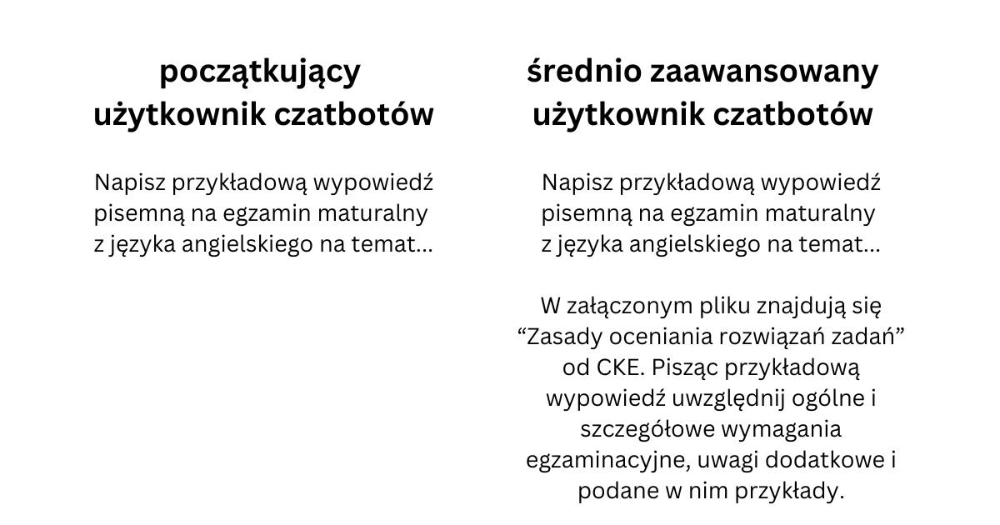 początkujący
użytkownik czatbotów
Napisz przykładową wypowiedź
pisemną na egzamin maturalny
z języka angielskiego na temat...
średnio zaawansowany
użytkownik czatbotów
Napisz przykładową wypowiedź
pisemną na egzamin maturalny
z języka angielskiego na temat...
W załączonym pliku znajdują się
“Zasady oceniania rozwiązań zadań”
od CKE. Pisząc przykładową
wypowiedź uwzględnij ogólne i
szczegółowe wymagania
egzaminacyjne, uwagi dodatkowe i
podane w nim przykłady.